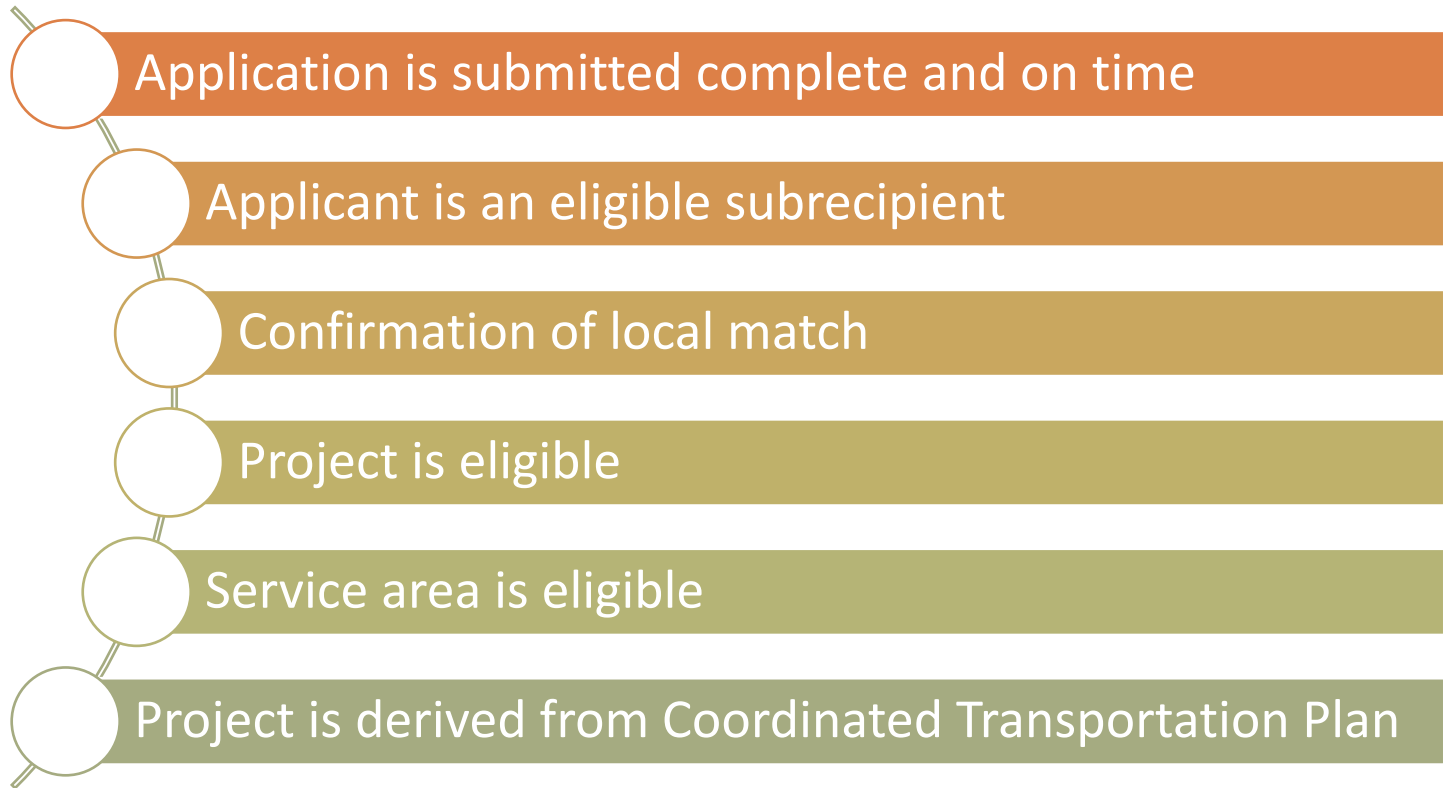 Application is submitted complete and on time
Applicant is an eligible subrecipient
Confirmation of local match
Project is eligible
Service area is eligible
Project is derived from Coordinated Transportation Plan